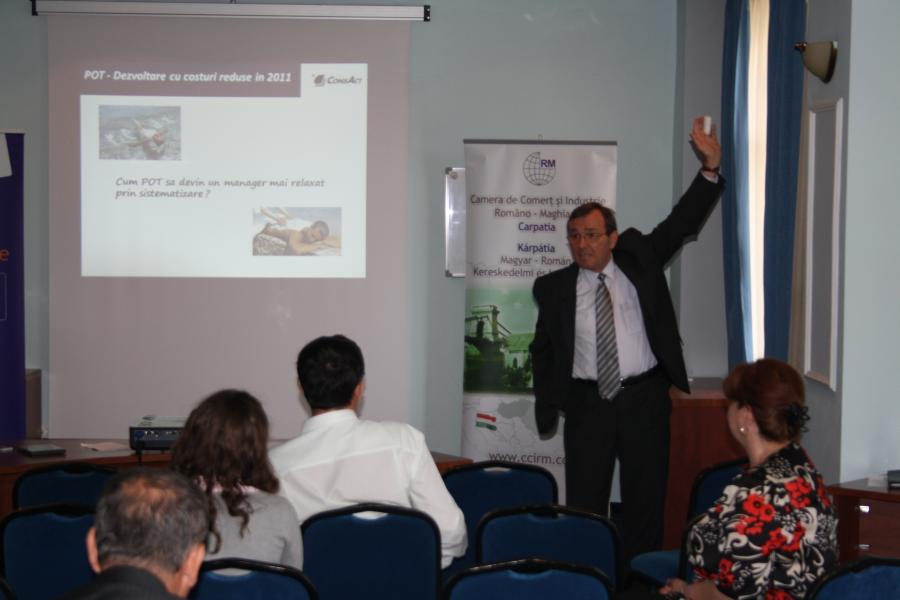 POT - Dezvoltare cu costuri reduse in 2011
CONSACT
Cum POT sa devin un manager mai relaxat
prin sistematizare ?
RM
Camera de Comerț și Industrie
Româno - Maghia
Carpatia
Kárpátia
Magyar - Român
Kereskedelmi és
www.ccirm.c
e